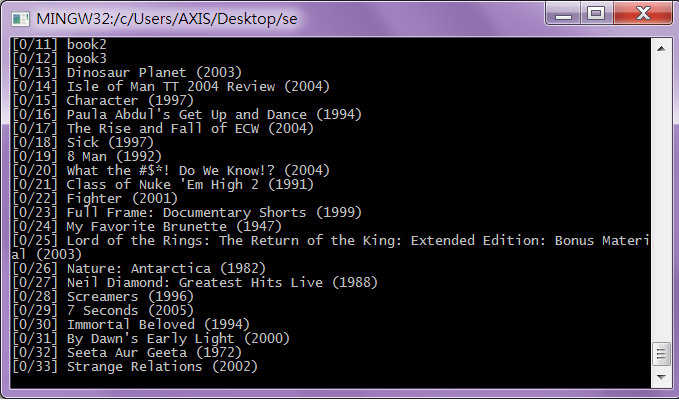 MINGW32:/c/Users/AXIS/Desktop/se
[0/11] book2
[0/12] book3
[0/13] Dinosaur Planet (2003)
[0/14] Isle of Man TT 2004 Review (2004)
[0/15] Character (1997)
[0/16] Paula Abdul's Get Up and Dance (1994)
[0/17] The Rise and Fall of ECW (2004)
[0/18] Sick (1997)
[0/19] 8 Man (1992)
[0/20] What the #$*! Do We Know!? (2004)
[0/21] Class of Nuke 'Em High 2 (1991)
[0/22] Fighter (2001)
[0/23] Full Frame: Documentary Shorts (1999)
[0/24] My Favorite Brunette (1947)
[0/25] Lord of the Rings: The Return of the King: Extended Edition: Bonus Materi
al (2003)
[0/26] Nature: Antarctica (1982)
[0/27] Neil Diamond: Greatest Hits Live (1988)
[0/28] Screamers (1996)
[0/29] 7 Seconds (2005)
[0/30] Immortal Beloved (1994)
[0/31] By Dawn's Early Light (2000)
[0/32] Seeta Aur Geeta (1972)
[0/33] Strange Relations (2002)